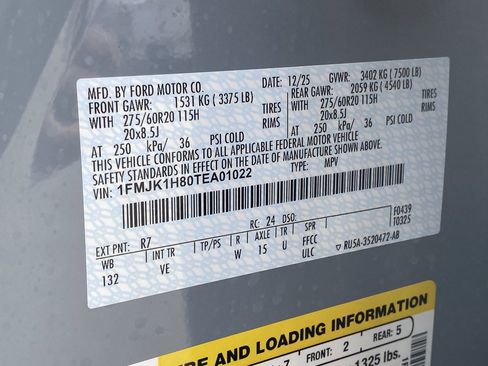 MFD. BY FORD MOTOR CO. DATE: 12/25 GVWR: 3402 KG (7500 LB)
FRONT GAWR: 1531 KG (3375 LB) REAR GAWR: 2059 KG (4540 LB)
WITH 275/60R20 115H TIRES WITH 275/60R20 115H TIRES
20x8.5J RIMS 20x8.5J RIMS
AT 250 kPa/ 36 PSI COLD AT 250 kPa/ 36 PSI COLD
THIS VEHICLE CONFORMS TO ALL APPLICABLE FEDERAL MOTOR VEHICLE
SAFETY STANDARDS IN EFFECT ON THE DATE OF MANUFACTURE SHOWN ABOVE.
VIN: 1FMJK1H80TEA01022 TYPE: MPV
F0439
T0325
EXT PNT: R7 RC: 24 DSO:
WB INT TR TP/PS R AXLE TR SPR
132 VE W 15 U FFCC
ULC ▽ RU5A-3520472-AB
TIRE AND LOADING INFORMATION
7 FRONT: 2 REAR: 5
1325 lbs.